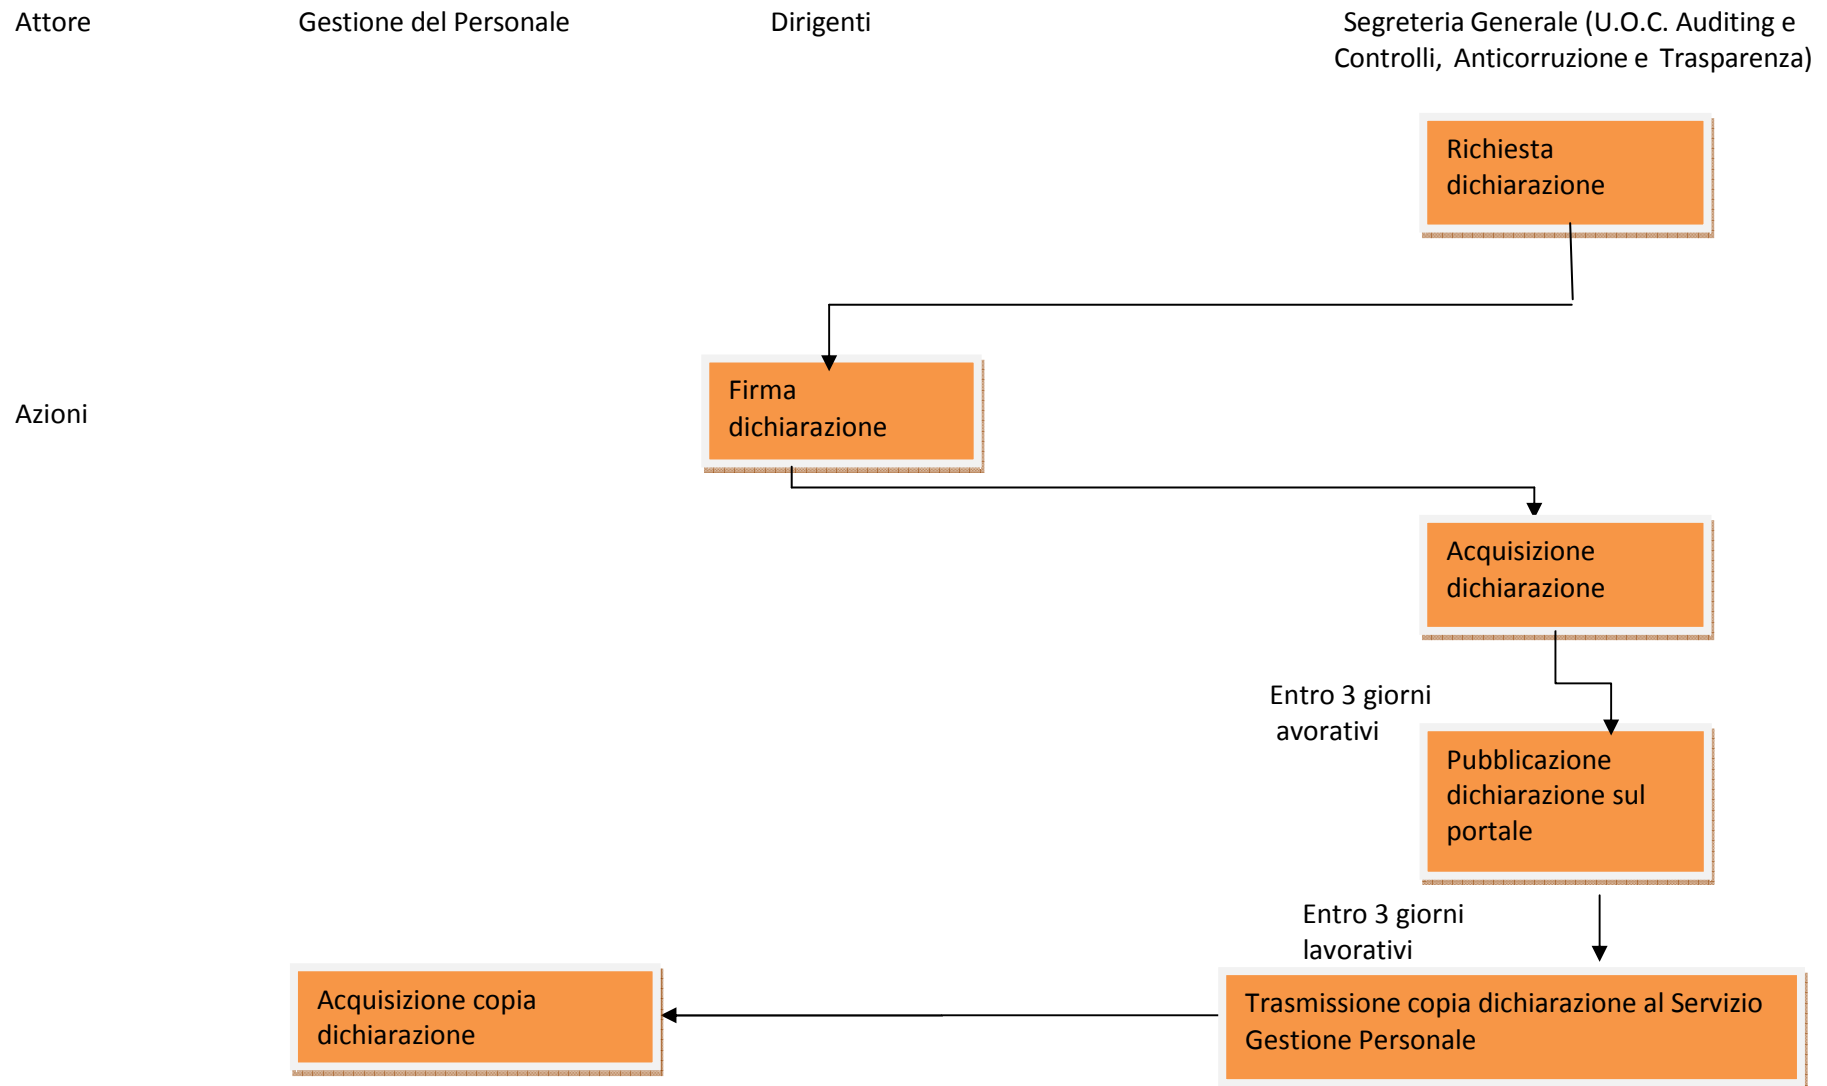 Attore
Gestione del Personale
Dirigenti
Segreteria Generale (U.O.C. Auditing e
Controlli, Anticorruzione e Trasparenza)
Richiesta
dichiarazione
Firma
dichiarazione
Azioni
Acquisizione
dichiarazione
Entro 3 giorni
avorativi
Pubblicazione
dichiarazione sul
portale
Entro 3 giorni
lavorativi
Acquisizione copia
dichiarazione
Trasmissione copia dichiarazione al Servizio
Gestione Personale